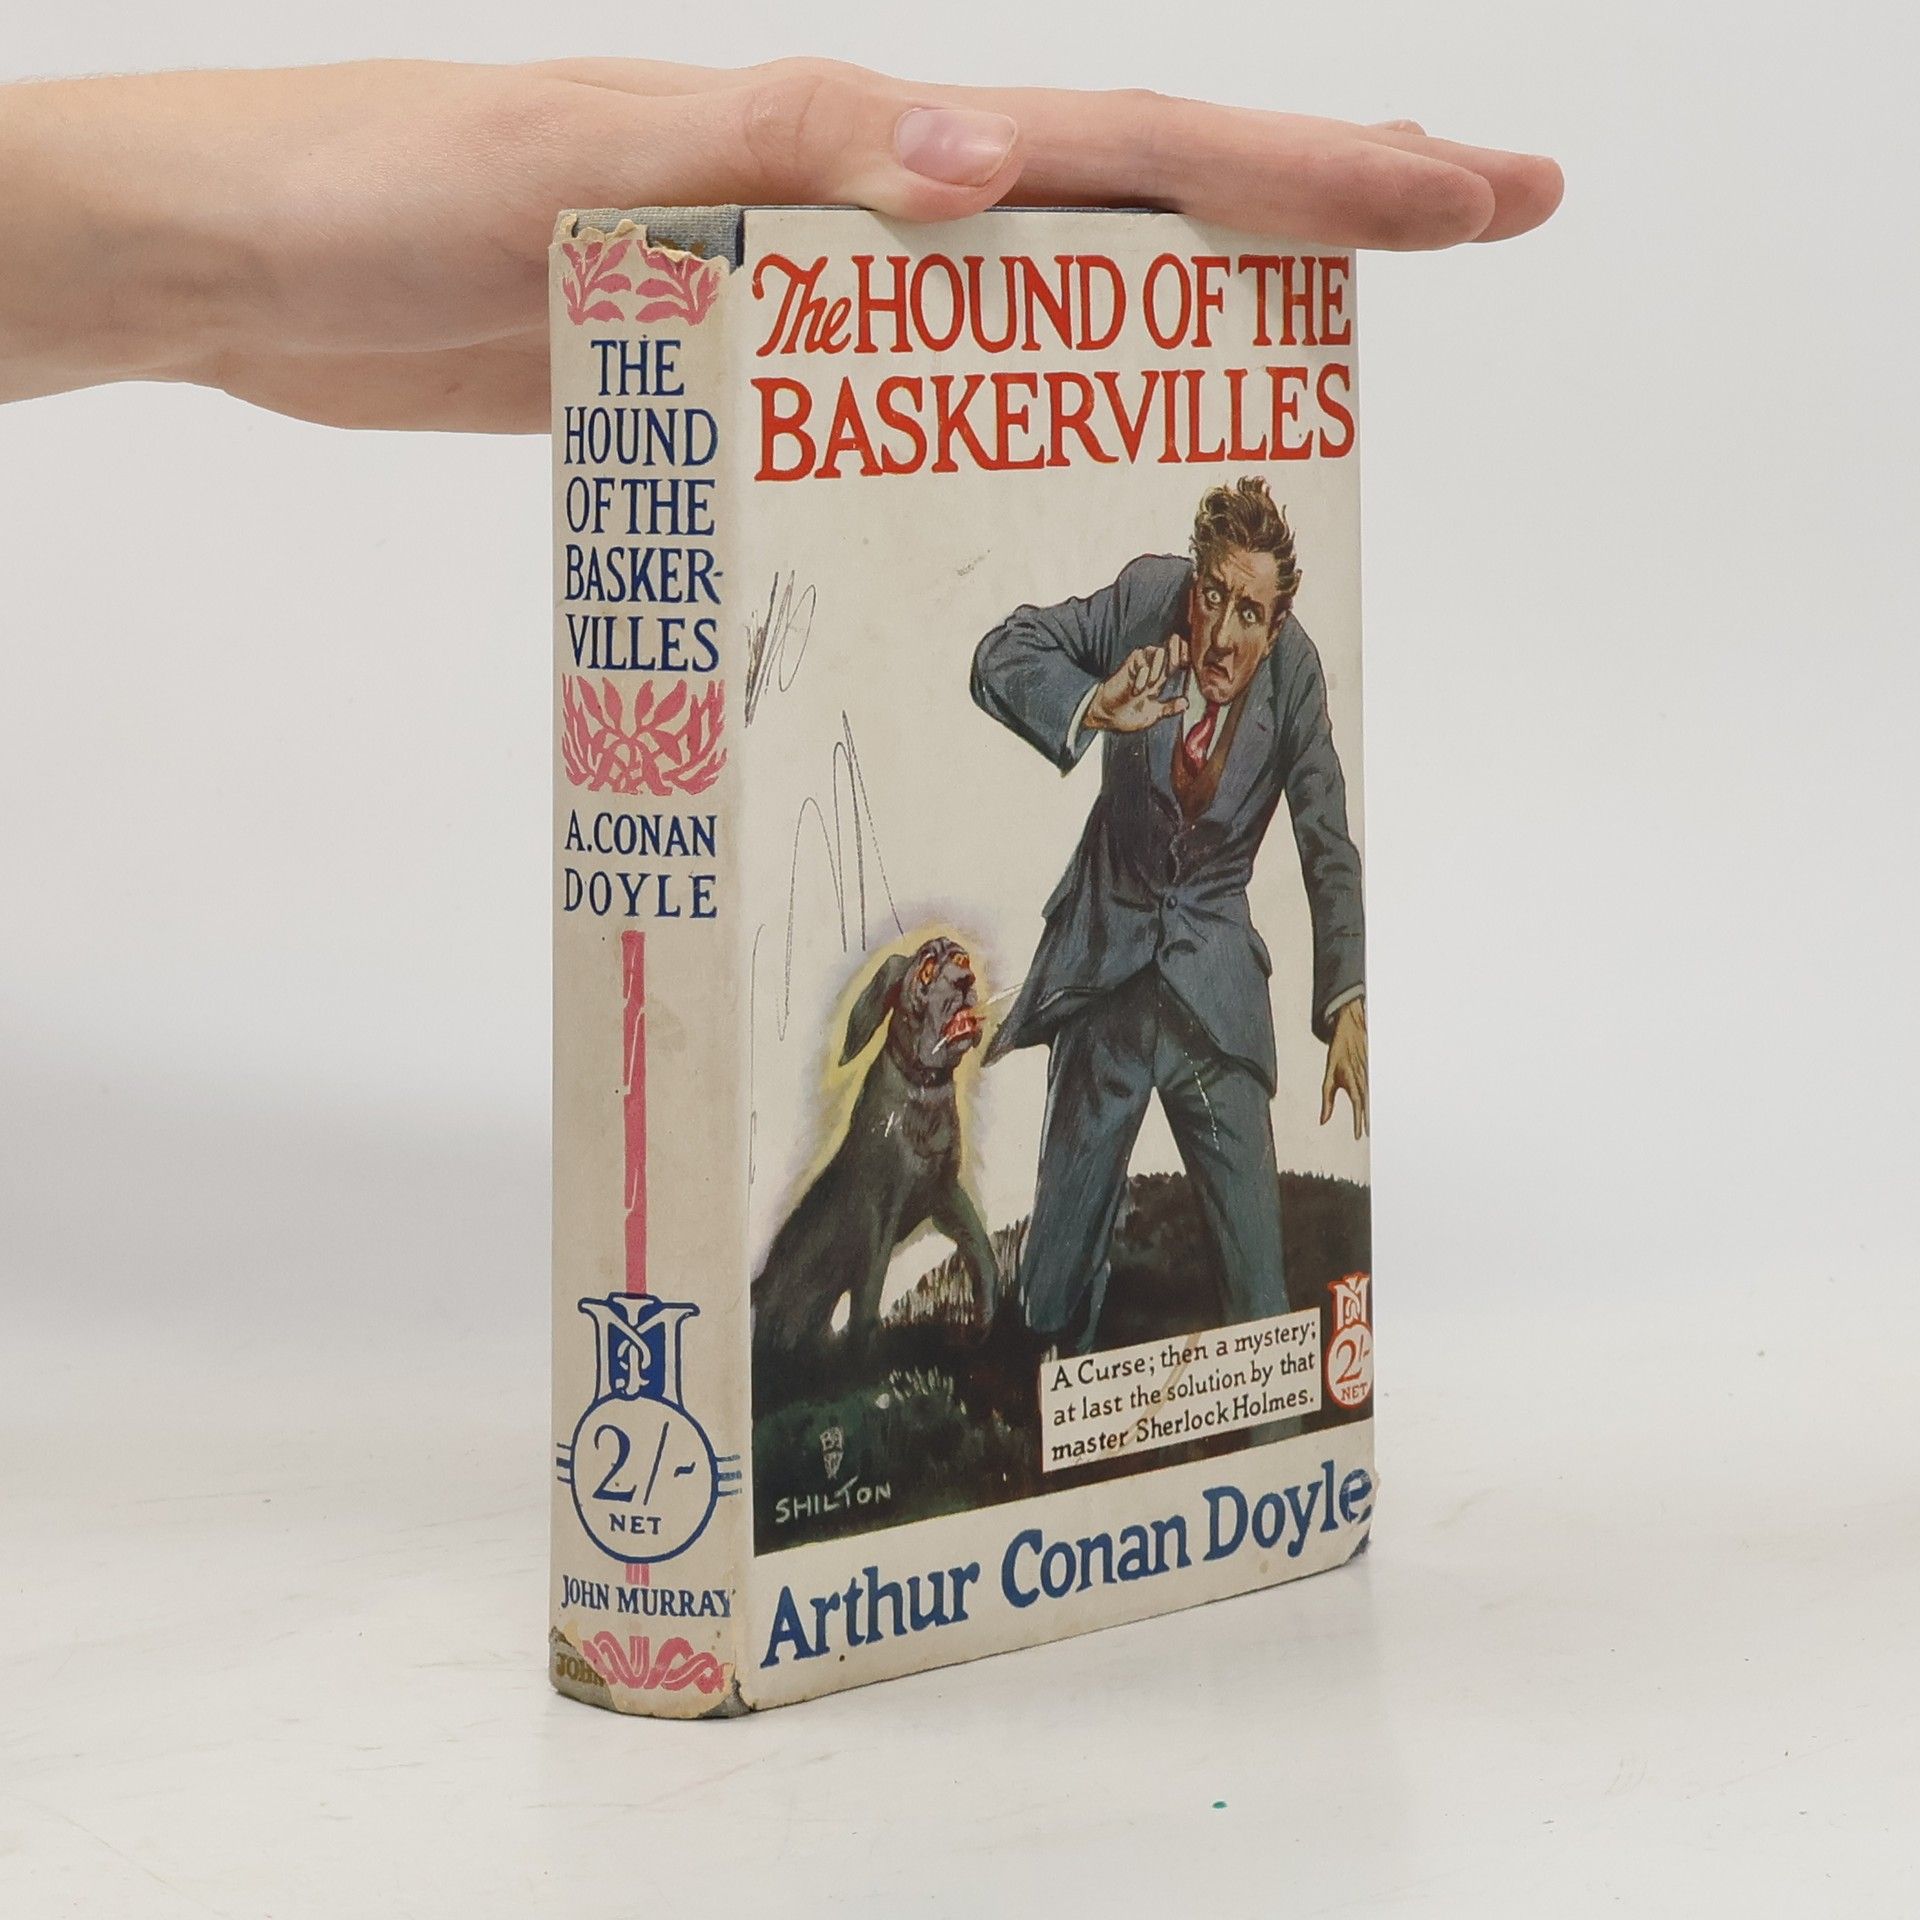 THE
HOUND
OF THE
BASKER-
VILLES
A. CONAN
DOYLE
2/-
NET
JOHN MURRAY
JOHN
The HOUND OF THE
BASKERVILLES
A Curse; then a mystery;
at last the solution by that
master Sherlock Holmes.
2/-
NET
SHILTON
Arthur Conan Doyle